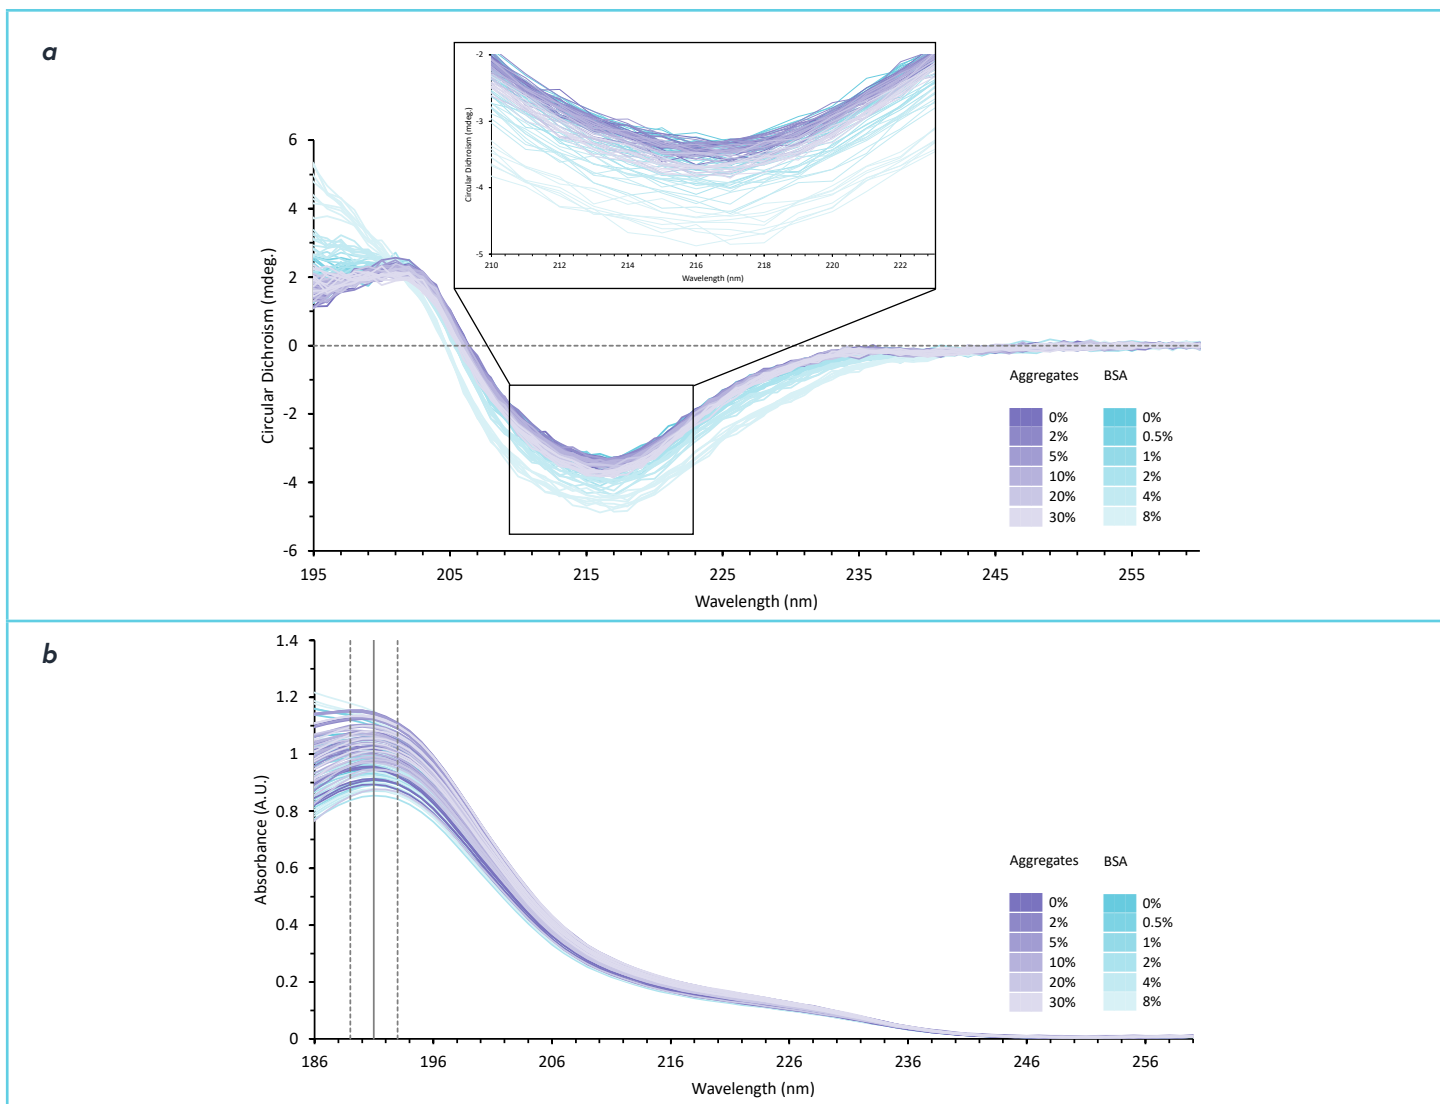 a
-2
-3
-4
-5
Circular Dichroism (mdeg.)
210 212 214 216 218 220 222
Wavelength (nm)
6
4
2
0
-2
-4
-6
Circular Dichroism (mdeg.)
195 205 215 225 235 245 255
Wavelength (nm)
Aggregates BSA
0% 0%
2% 0.5%
5% 1%
10% 2%
20% 4%
30% 8%
b
1.4
1.2
1
0.8
0.6
0.4
0.2
0
Absorbance (A.U.)
186 196 206 216 226 236 246 256
Wavelength (nm)
Aggregates BSA
0% 0%
2% 0.5%
5% 1%
10% 2%
20% 4%
30% 8%